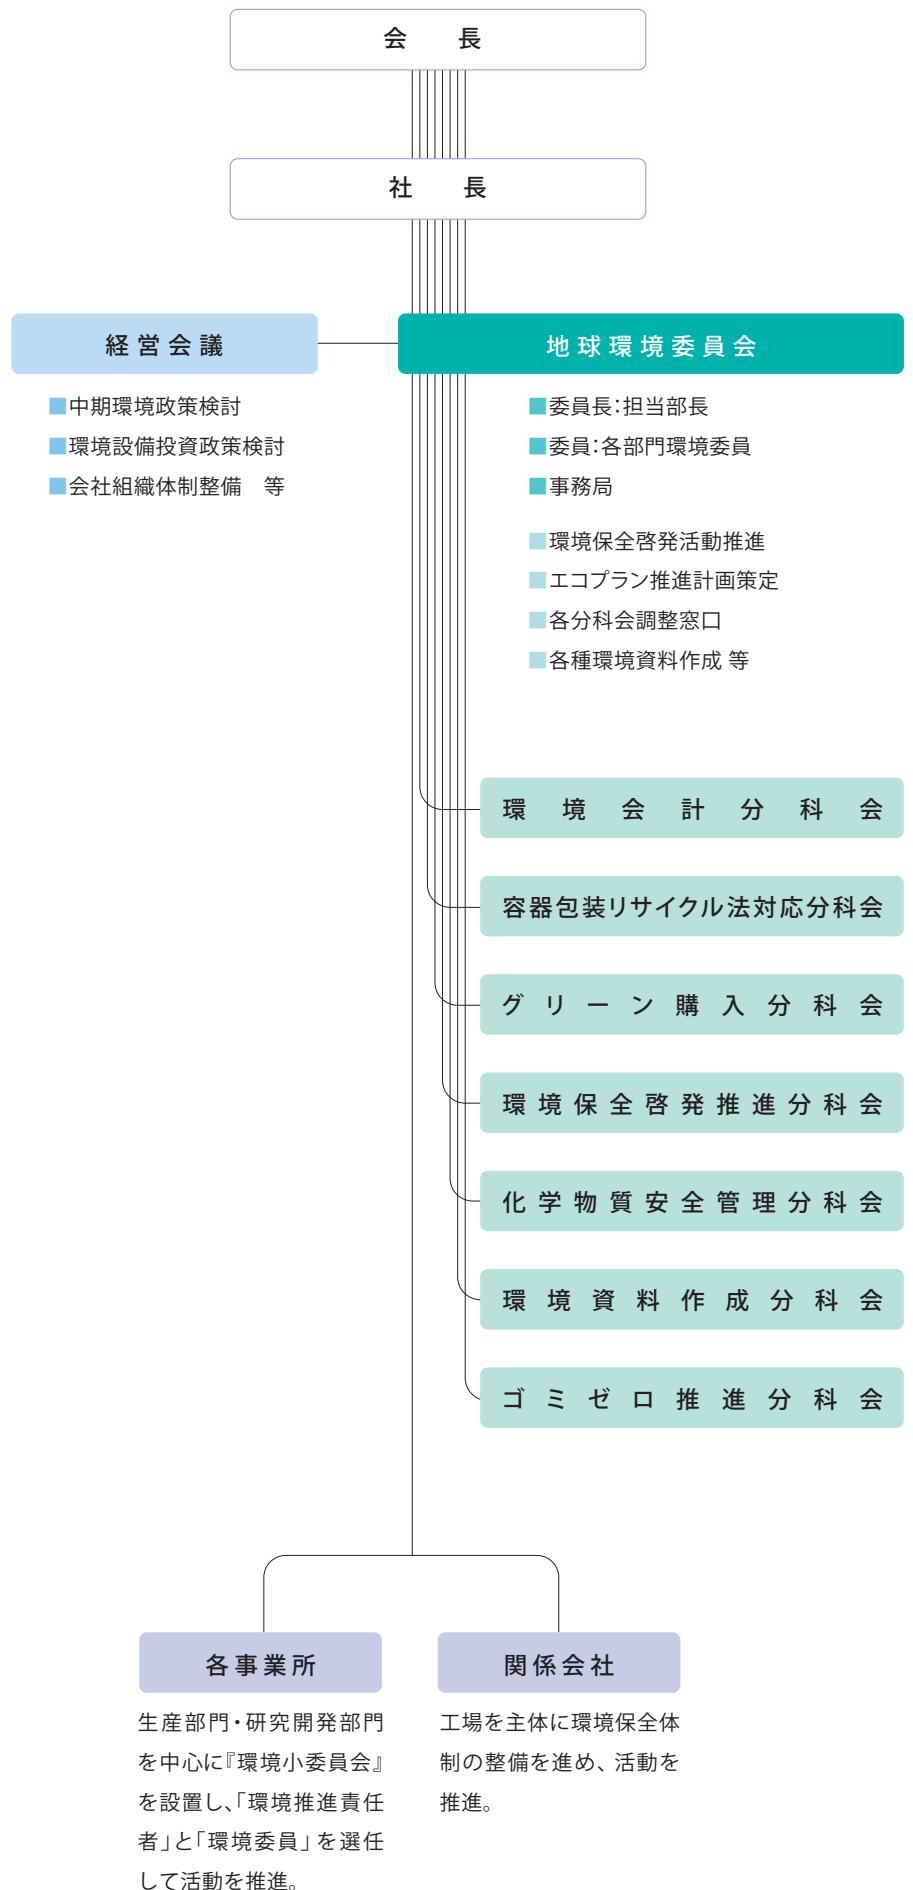 会 長
社 長
経営会議
■中期環境政策検討
■環境設備投資政策検討
■会社組織体制整備　等
地球環境委員会
■委員長：担当部長
■委員：各部門環境委員
■事務局
■環境保全啓発活動推進
■エコプラン推進計画策定
■各分科会調整窓口
■各種環境資料作成 等
環境会計分科会
容器包装リサイクル法対応分科会
グリーン購入分科会
環境保全啓発推進分科会
化学物質安全管理分科会
環境資料作成分科会
ゴミゼロ推進分科会
各事業所
生産部門・研究開発部門
を中心に『環境小委員会』
を設置し、「環境推進責任
者」と「環境委員」を選任
して活動を推進。
関係会社
工場を主体に環境保全体
制の整備を進め、活動を
推進。